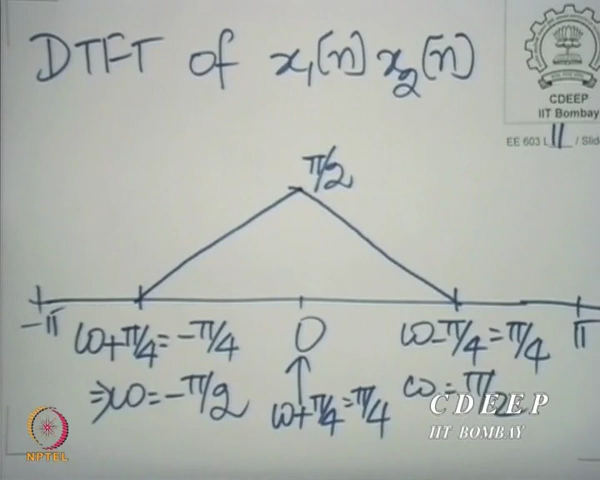 DTFT of x₁[n] x₂[n]
CDEEP
IIT Bombay
EE 603 L 11 / Slide
π/2
-π
ω+π/4=-π/4
0
ω-π/4=π/4
π
⇒ω=-π/2
ω+π/4=π/4
ω=π/2
CDEEP
IIT BOMBAY
NPTEL